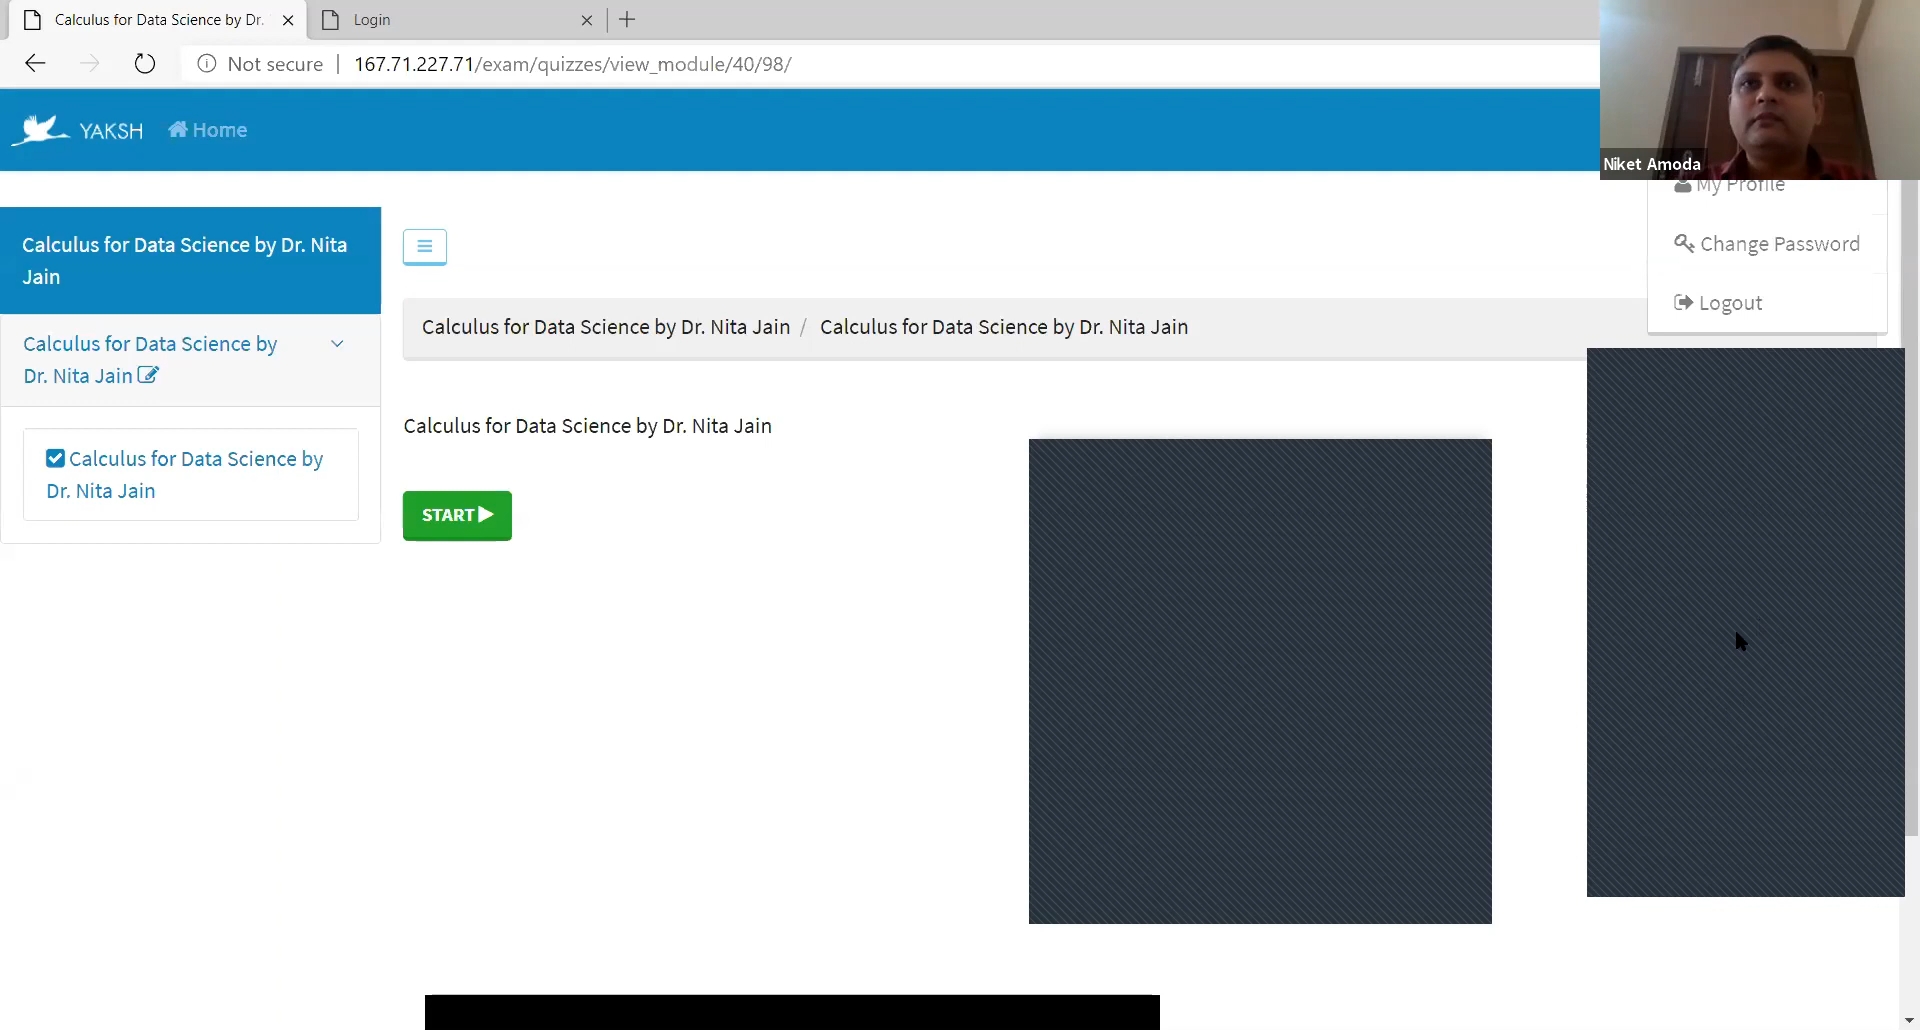 Calculus for Data Science by Dr.
Login
Not secure
167.71.227.71/exam/quizzes/view_module/40/98/
YAKSH
Home
Niket Amoda
My Profile
Change Password
Logout
Calculus for Data Science by Dr. Nita
Jain
Calculus for Data Science by
Dr. Nita Jain
Calculus for Data Science by
Dr. Nita Jain
Calculus for Data Science by Dr. Nita Jain / Calculus for Data Science by Dr. Nita Jain
Calculus for Data Science by Dr. Nita Jain
START